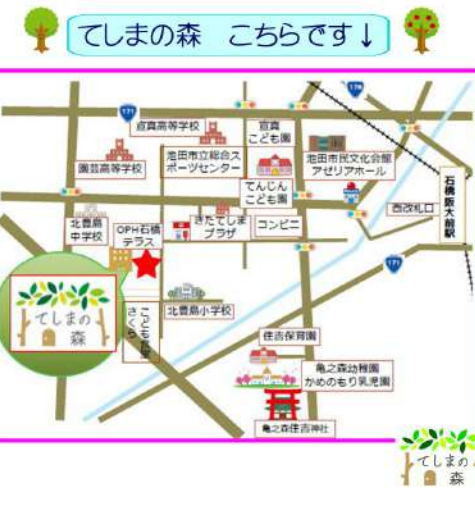 てしまの森 こちらです↓
171
176
宣真高等学校
宣真
こども園
園芸高等学校
池田市立総合ス
ポーツセンター
池田市民文化会館
アゼリアホール
てんじん
こども園
石橋阪大前駅
西改札口
北豊島
中学校
OPH石橋
テラス
きたてしま
プラザ
コンビニ
171
てしまの
森
さくら
北豊島小学校
住吉保育園
亀之森幼稚園
かめのもり乳児園
亀之森住吉神社
てしまの
森